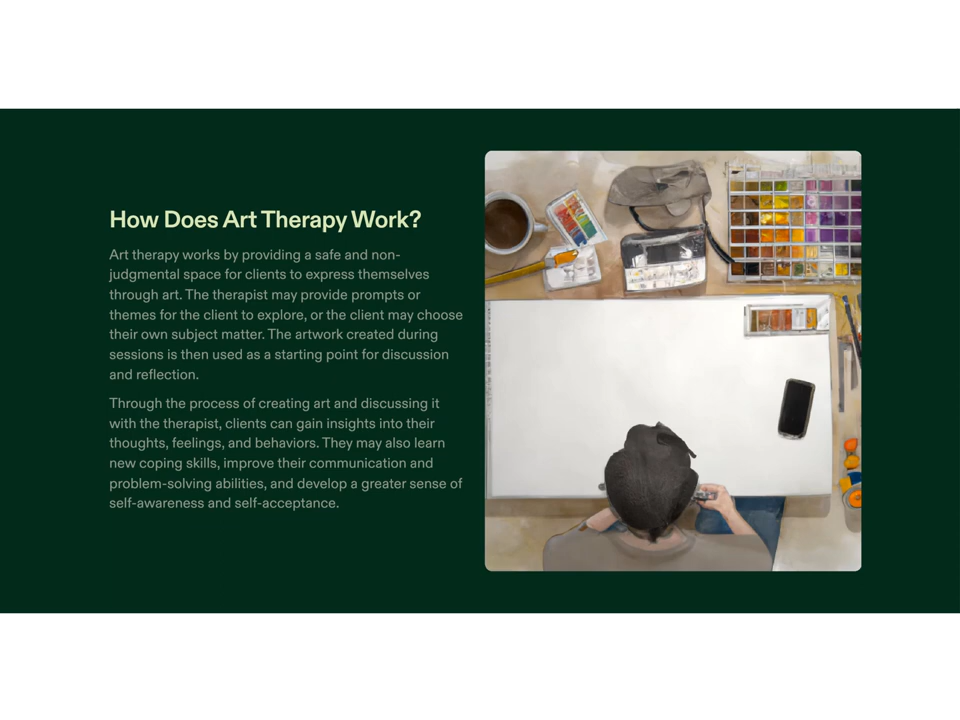 How Does Art Therapy Work?
Art therapy works by providing a safe and non-
judgmental space for clients to express themselves
through art. The therapist may provide prompts or
themes for the client to explore, or the client may choose
their own subject matter. The artwork created during
sessions is then used as a starting point for discussion
and reflection.
Through the process of creating art and discussing it
with the therapist, clients can gain insights into their
thoughts, feelings, and behaviors. They may also learn
new coping skills, improve their communication and
problem-solving abilities, and develop a greater sense of
self-awareness and self-acceptance.